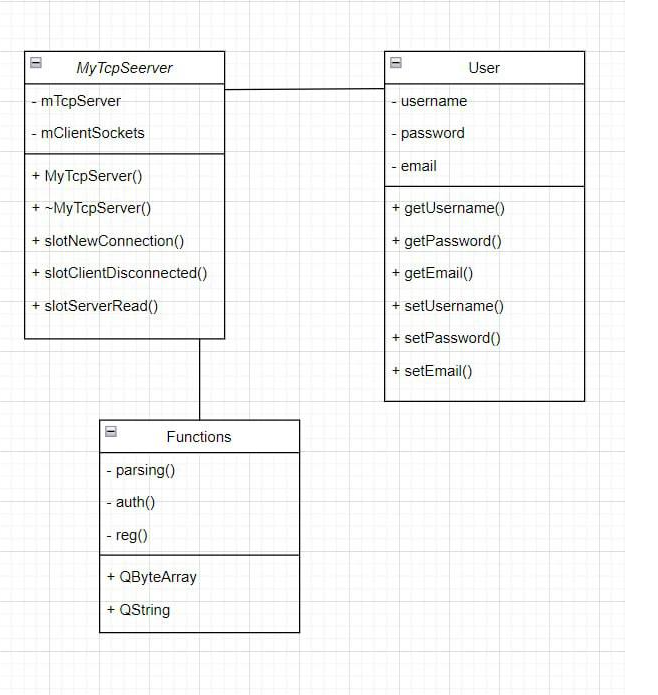 MyTcpSeerver
- mTcpServer
- mClientSockets
+ MyTcpServer()
+ ~MyTcpServer()
+ slotNewConnection()
+ slotClientDisconnected()
+ slotServerRead()
User
- username
- password
- email
+ getUsername()
+ getPassword()
+ getEmail()
+ setUsername()
+ setPassword()
+ setEmail()
Functions
- parsing()
- auth()
- reg()
+ QByteArray
+ QString